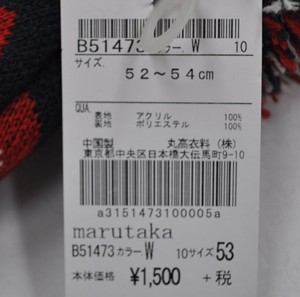 B51473 カラー W 10
サイズ.
52～54cm
QUA.
表地 アクリル 100%
裏地 ポリエステル 100%
中国製 丸高衣料（株）
東京都中央区日本橋大伝馬町9-10
a3151473100005a
marutaka
B51473 カラー W 10 サイズ 53
本体価格 ¥1,500 +税